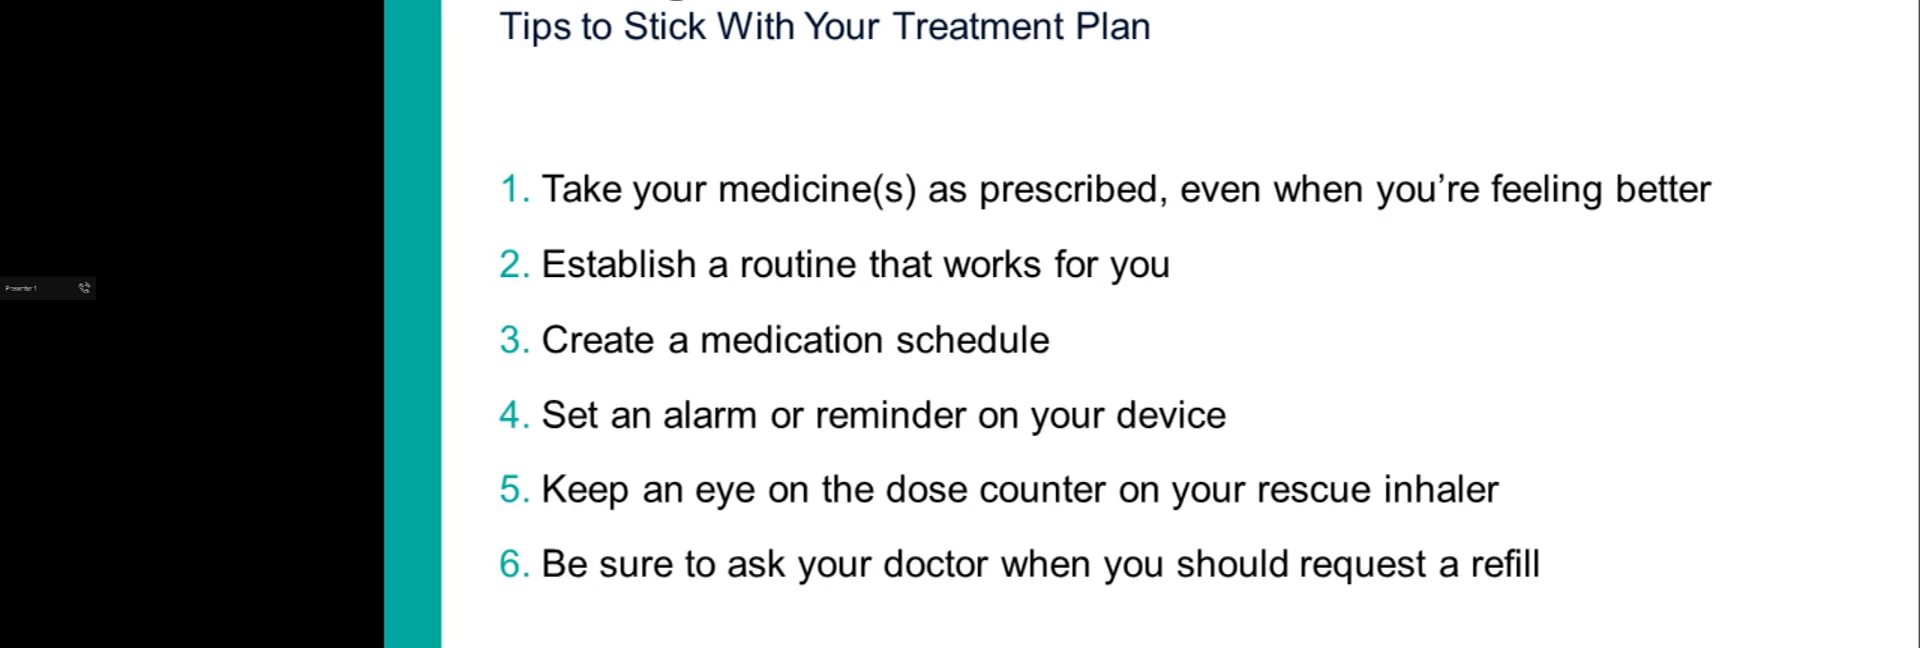 Tips to Stick With Your Treatment Plan
1. Take your medicine(s) as prescribed, even when you’re feeling better
2. Establish a routine that works for you
3. Create a medication schedule
4. Set an alarm or reminder on your device
Presenter 1
5. Keep an eye on the dose counter on your rescue inhaler
6. Be sure to ask your doctor when you should request a refill